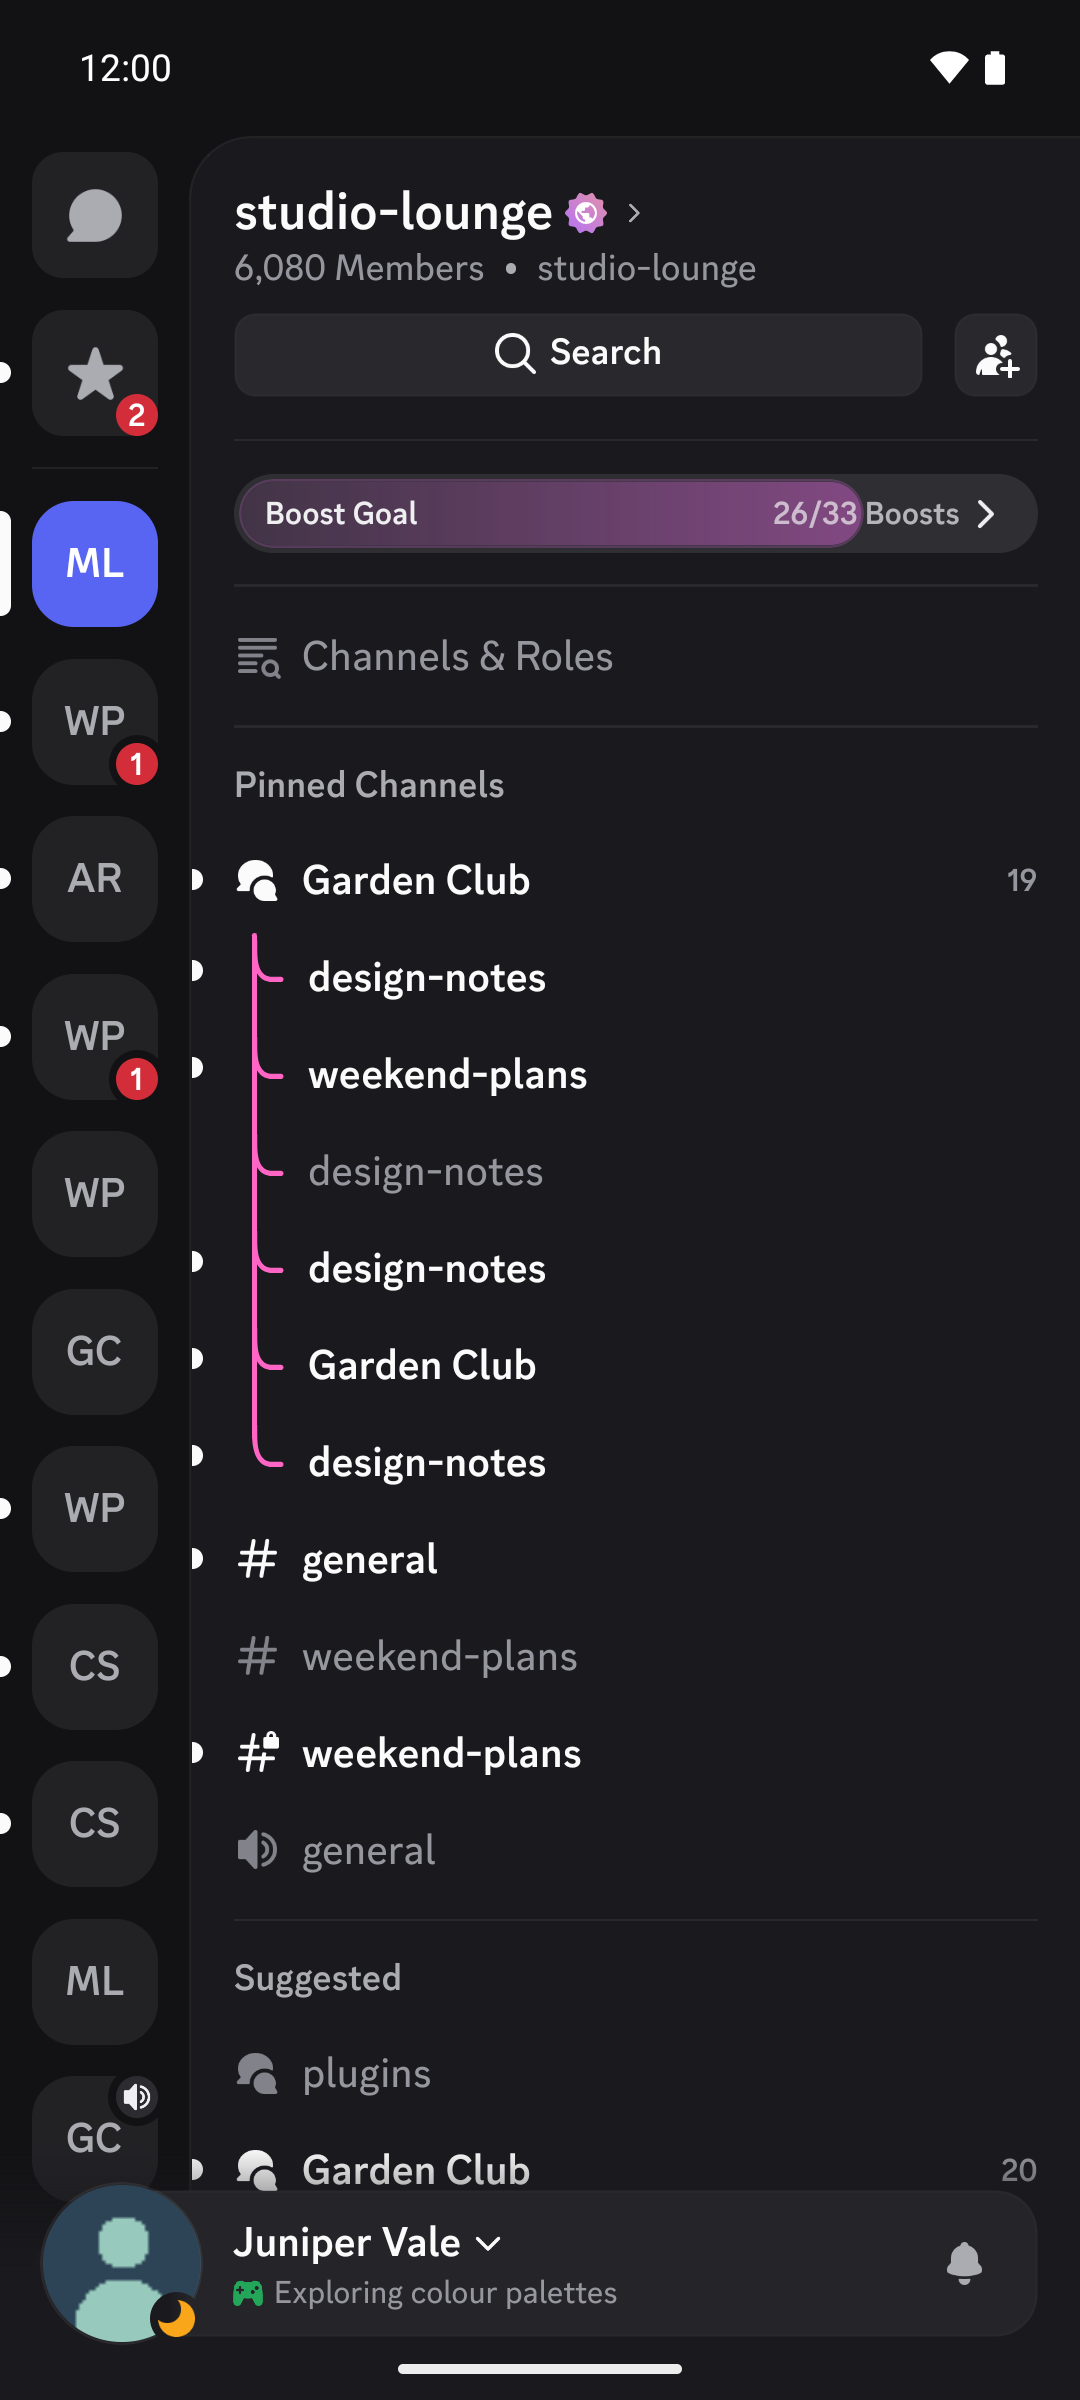 12:00
2
ML
WP
1
AR
WP
1
WP
GC
WP
CS
CS
ML
GC
studio-lounge
6,080 Members • studio-lounge
Search
Boost Goal 26/33 Boosts
Channels & Roles
Pinned Channels
Garden Club 19
design-notes
weekend-plans
design-notes
design-notes
Garden Club
design-notes
general
weekend-plans
weekend-plans
general
Suggested
plugins
Garden Club 20
Juniper Vale
Exploring colour palettes